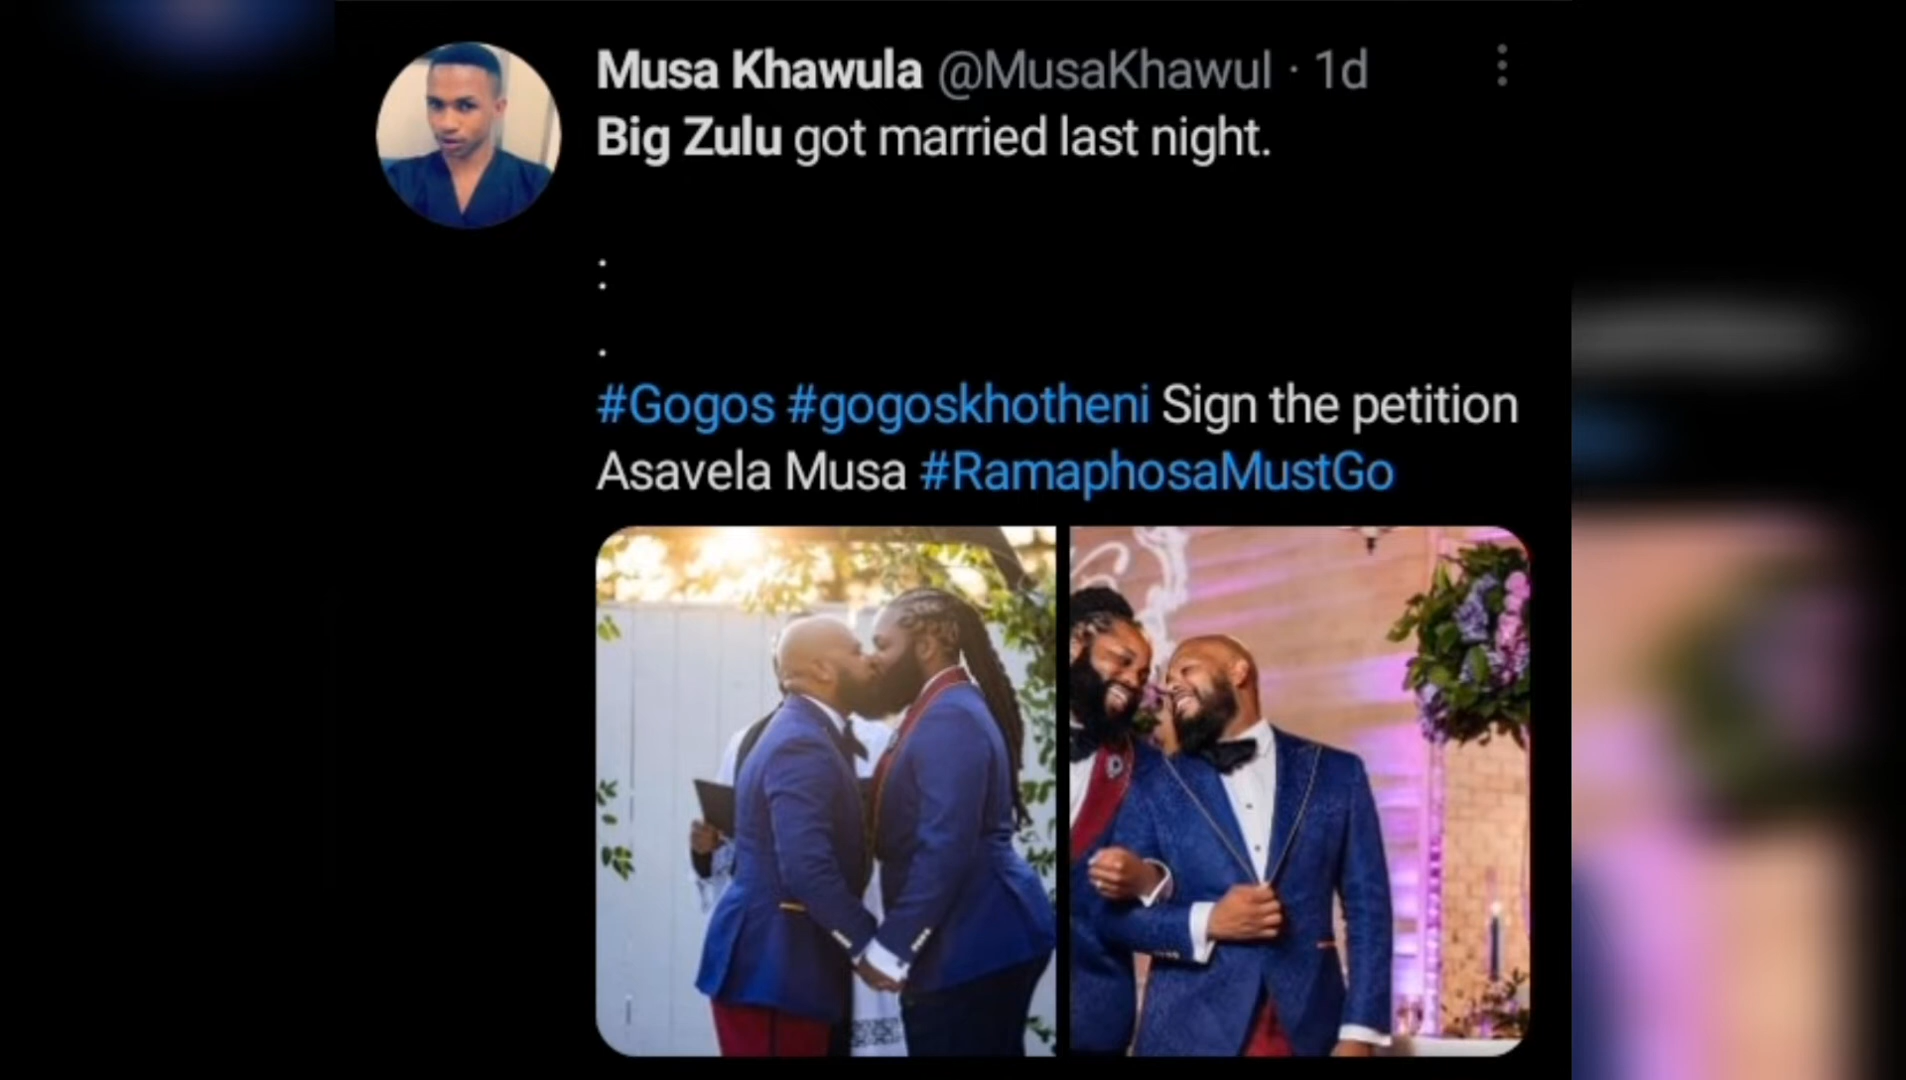 Musa Khawula @MusaKhawul · 1d
Big Zulu got married last night.
:
.
#Gogos #gogoskhotheni Sign the petition
Asavela Musa #RamaphosaMustGo